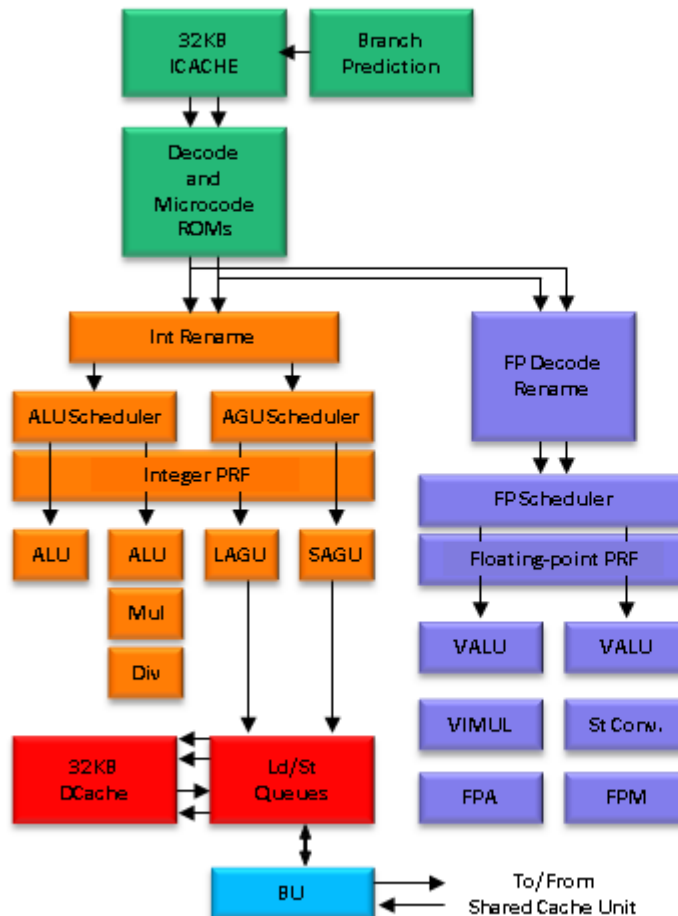 32KB
ICACHE
Branch
Prediction
Decode
and
Microcode
ROMs
Int Rename
FP Decode
Rename
ALU Scheduler
AGU Scheduler
Integer PRF
FP Scheduler
Floating-point PRF
ALU
ALU
LAGU
SAGU
Mul
Div
VALU
VALU
VIMUL
St Conv.
FPA
FPM
32KB
DCache
Ld/St
Queues
BU
To/From
Shared Cache Unit